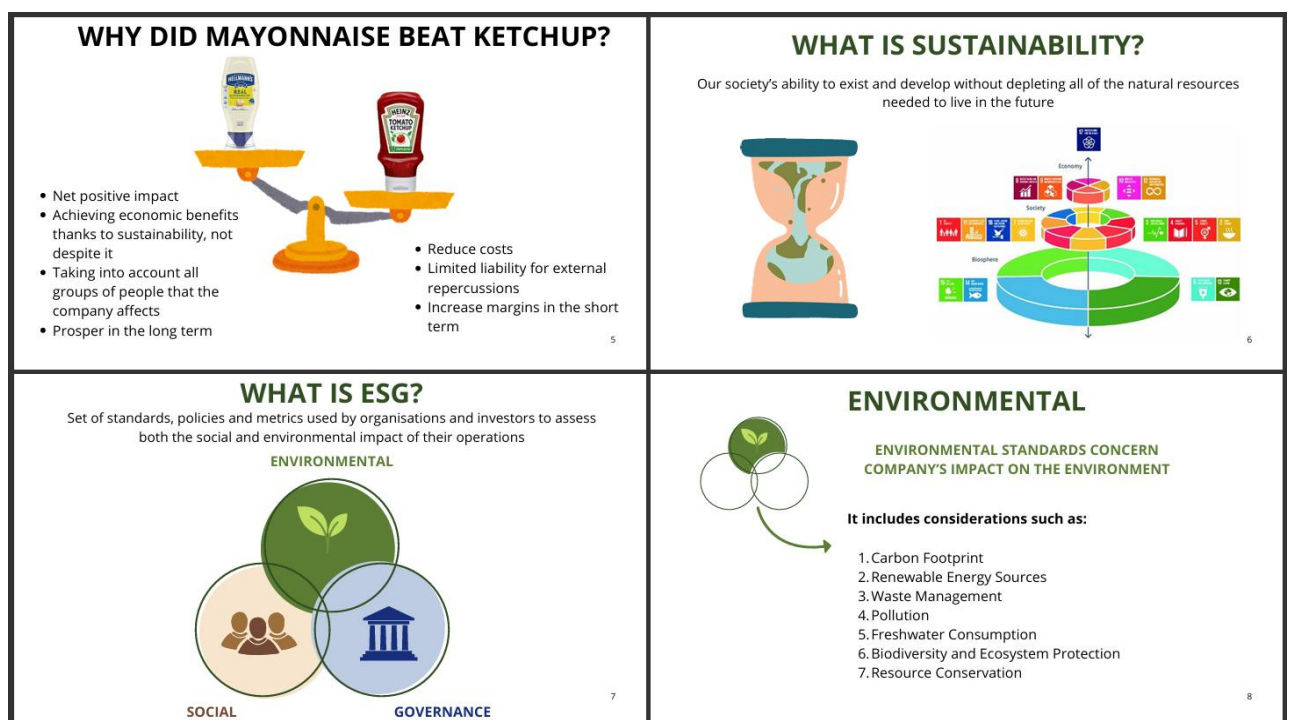 WHY DID MAYONNAISE BEAT KETCHUP?
HELLMANN'S
REAL
HEINZ
TOMATO
KETCHUP
• Net positive impact
• Achieving economic benefits
thanks to sustainability, not
despite it
• Taking into account all
groups of people that the
company affects
• Prosper in the long term
• Reduce costs
• Limited liability for external
repercussions
• Increase margins in the short
term
5
WHAT IS SUSTAINABILITY?
Our society's ability to exist and develop without depleting all of the natural resources
needed to live in the future
Economy
Society
Biosphere
6
WHAT IS ESG?
Set of standards, policies and metrics used by organisations and investors to assess
both the social and environmental impact of their operations
ENVIRONMENTAL
SOCIAL
GOVERNANCE
7
ENVIRONMENTAL
ENVIRONMENTAL STANDARDS CONCERN
COMPANY'S IMPACT ON THE ENVIRONMENT
It includes considerations such as:
1. Carbon Footprint
2. Renewable Energy Sources
3. Waste Management
4. Pollution
5. Freshwater Consumption
6. Biodiversity and Ecosystem Protection
7. Resource Conservation
8